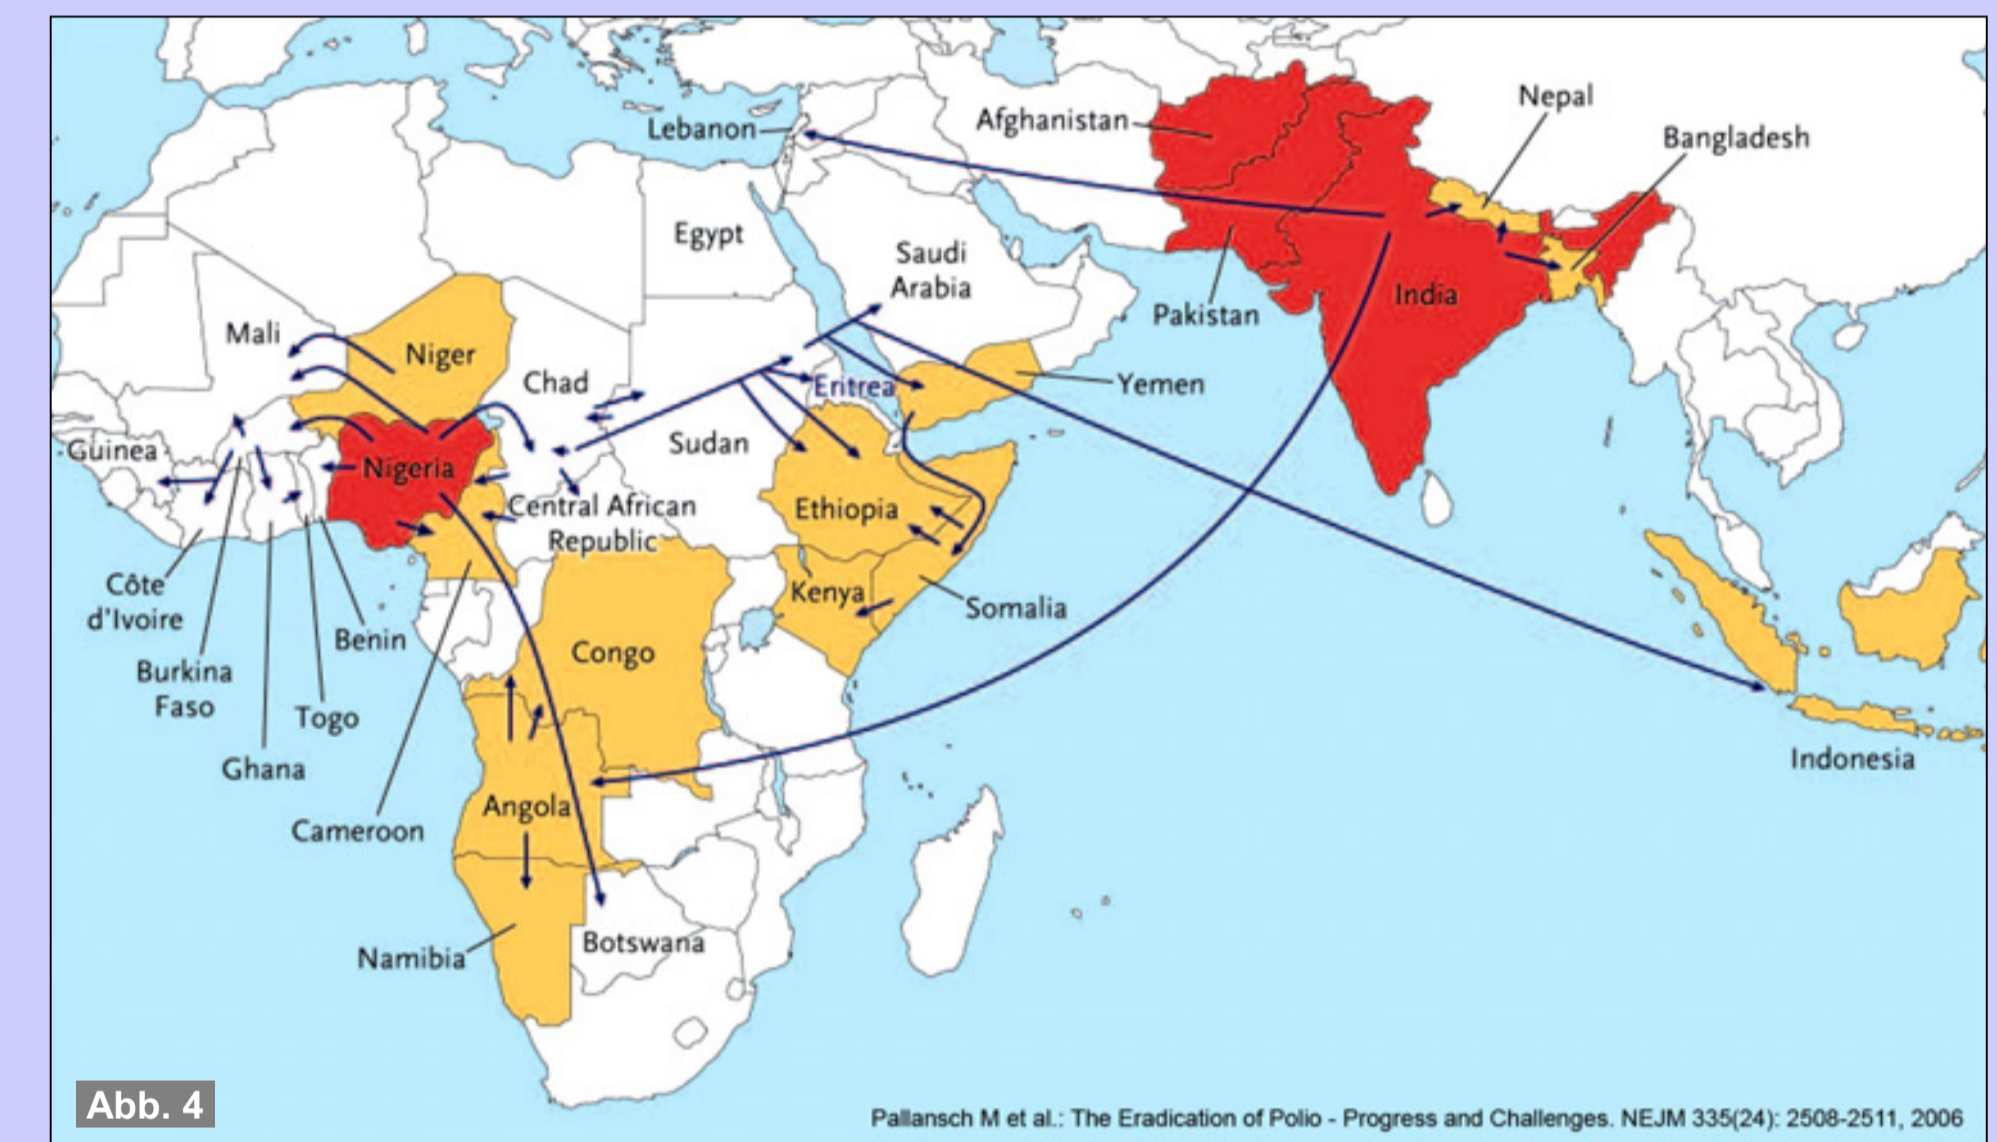 Nepal
Lebanon
Afghanistan
Bangladesh
Egypt
Saudi
Arabia
India
Pakistan
Mali
Niger
Chad
Eritrea
Yemen
Guinea
Nigeria
Sudan
Central African
Republic
Ethiopia
Côte
d'Ivoire
Kenya
Somalia
Benin
Congo
Burkina
Faso
Togo
Ghana
Indonesia
Angola
Cameroon
Namibia
Botswana
Abb. 4
Pallansch M et al.: The Eradication of Polio - Progress and Challenges. NEJM 335(24): 2508-2511, 2006